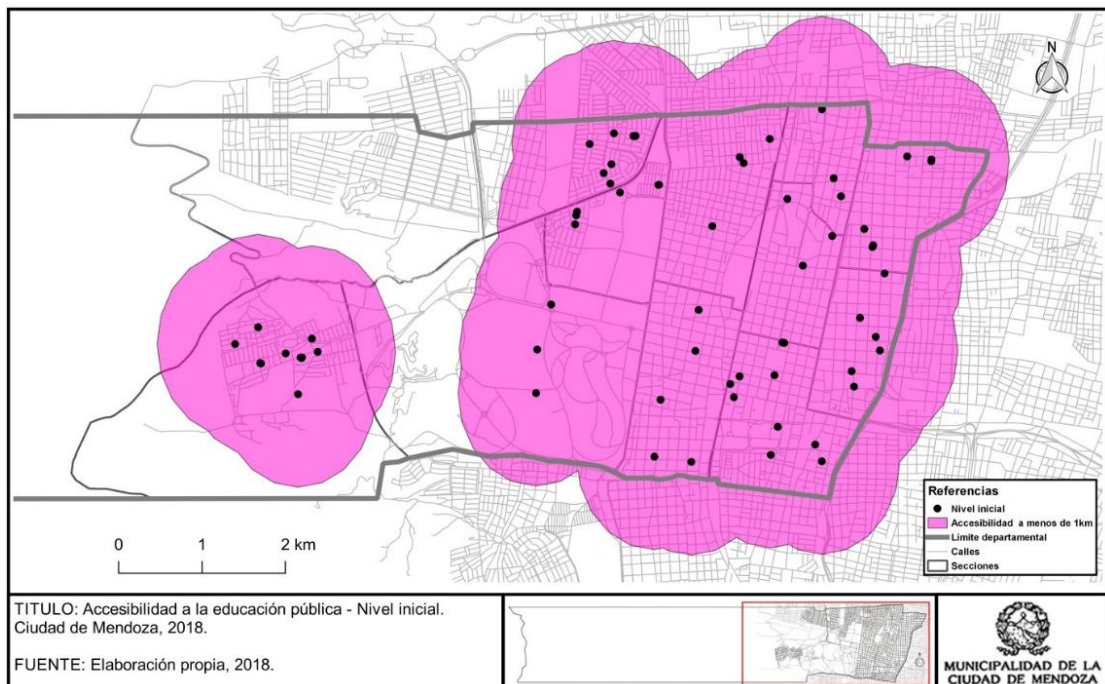 N
Referencias
Nivel inicial
Accesibilidad a menos de 1km
Límite departamental
Calles
Secciones
0 1 2 km
TITULO: Accesibilidad a la educación pública - Nivel inicial.
Ciudad de Mendoza, 2018.
FUENTE: Elaboración propia, 2018.
MUNICIPALIDAD DE LA
CIUDAD DE MENDOZA